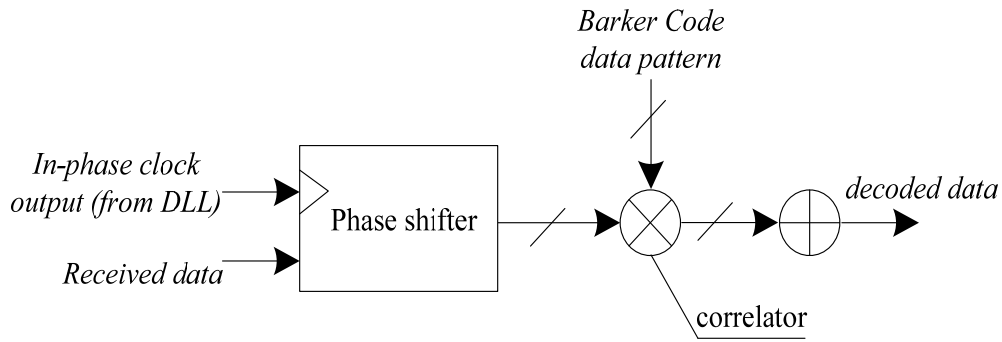 Barker Code
data pattern
In-phase clock
output (from DLL)
Phase shifter
decoded data
Received data
correlator